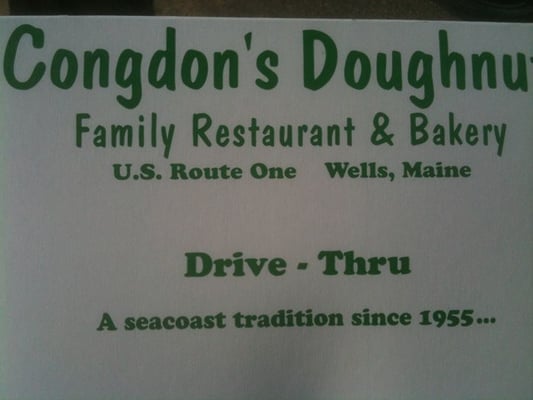 Congdon's Doughnu
Family Restaurant & Bakery
U.S. Route One Wells, Maine
Drive - Thru
A seacoast tradition since 1955...